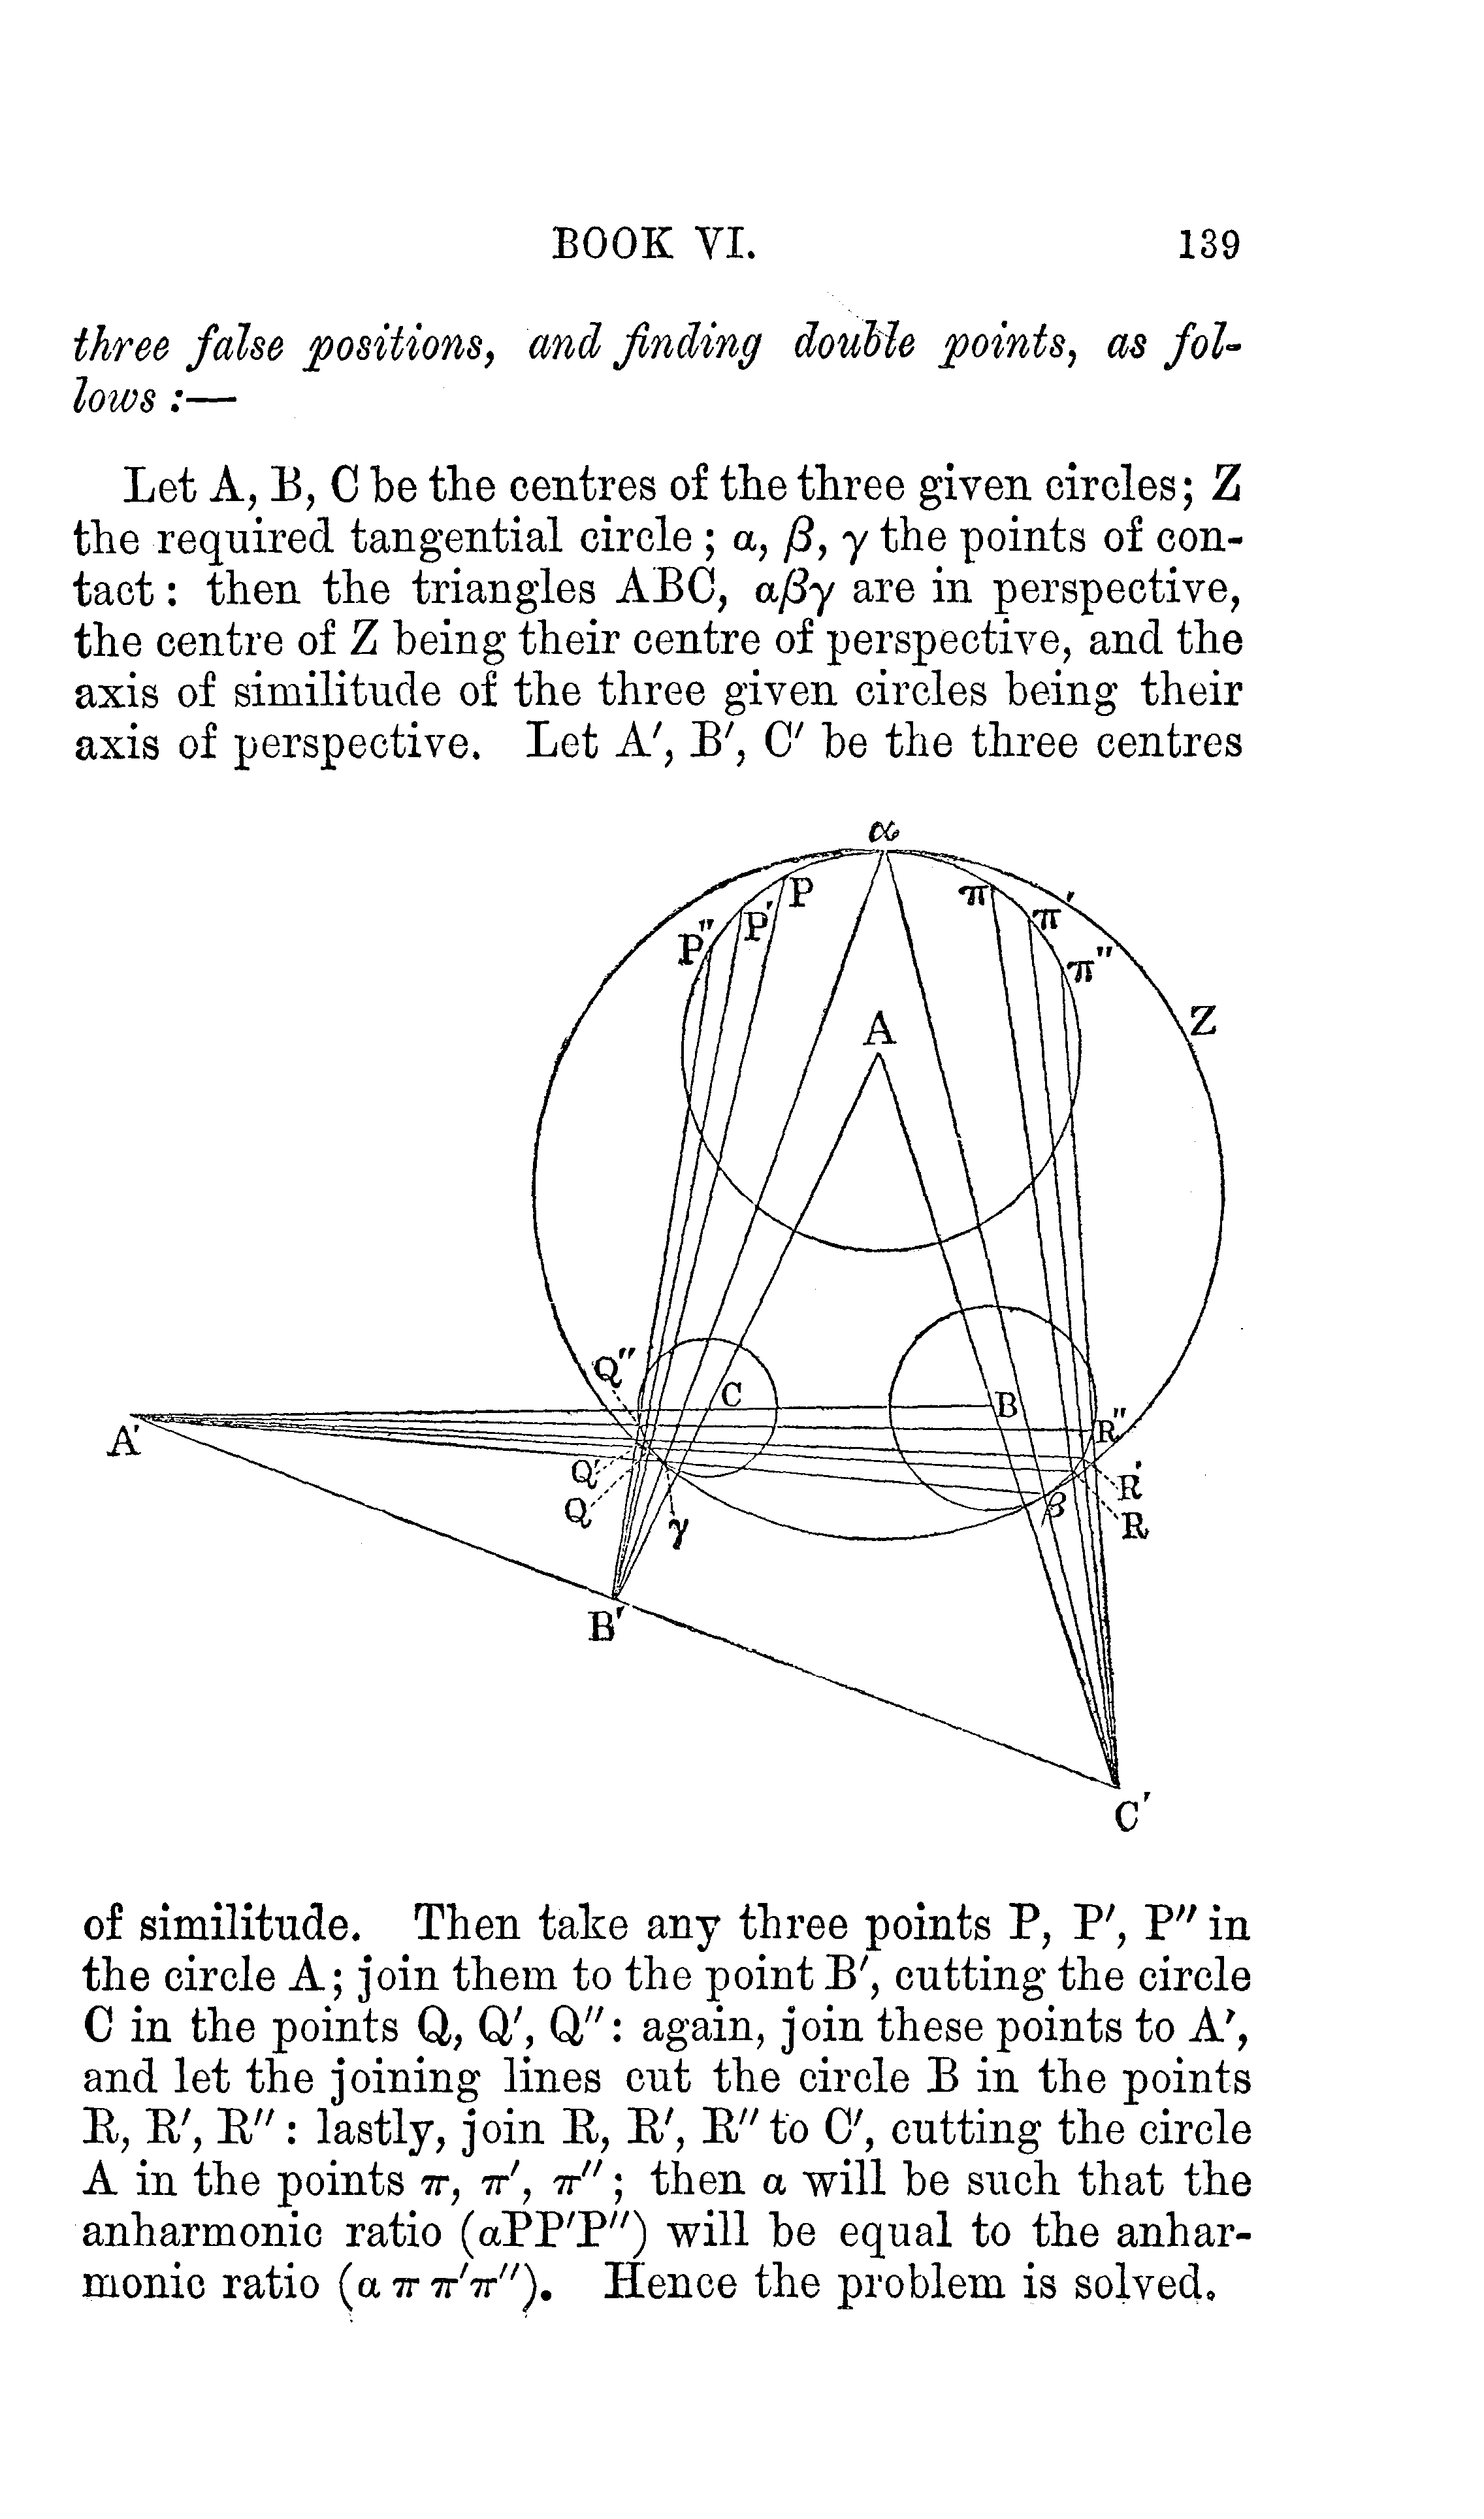 BOOK VI. 139
three false positions, and finding double points, as fol-
lows :—
Let A, B, C be the centres of the three given circles; Z
the required tangential circle ; α, β, γ the points of con-
tact : then the triangles ABC, αβγ are in perspective,
the centre of Z being their centre of perspective, and the
axis of similitude of the three given circles being their
axis of perspective. Let A′, B′, C′ be the three centres
α
P
P′
P″
π
π′
π″
A
Z
Q″
C
B
R″
A′
Q′
R′
Q
γ
β
R
B′
C′
of similitude. Then take any three points P, P′, P″ in
the circle A; join them to the point B′, cutting the circle
C in the points Q, Q′, Q″: again, join these points to A′,
and let the joining lines cut the circle B in the points
R, R′, R″: lastly, join R, R′, R″ to C′, cutting the circle
A in the points π, π′, π″; then α will be such that the
anharmonic ratio (αPP′P″) will be equal to the anhar-
monic ratio (α π π′π″). Hence the problem is solved.